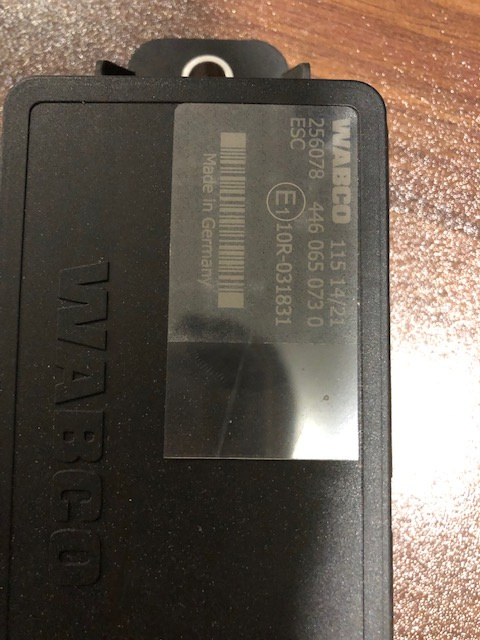 WABCO 115 14/21
256078 446 065 073 0
ESC
E1 10R-031831
Made in Germany
WABCO